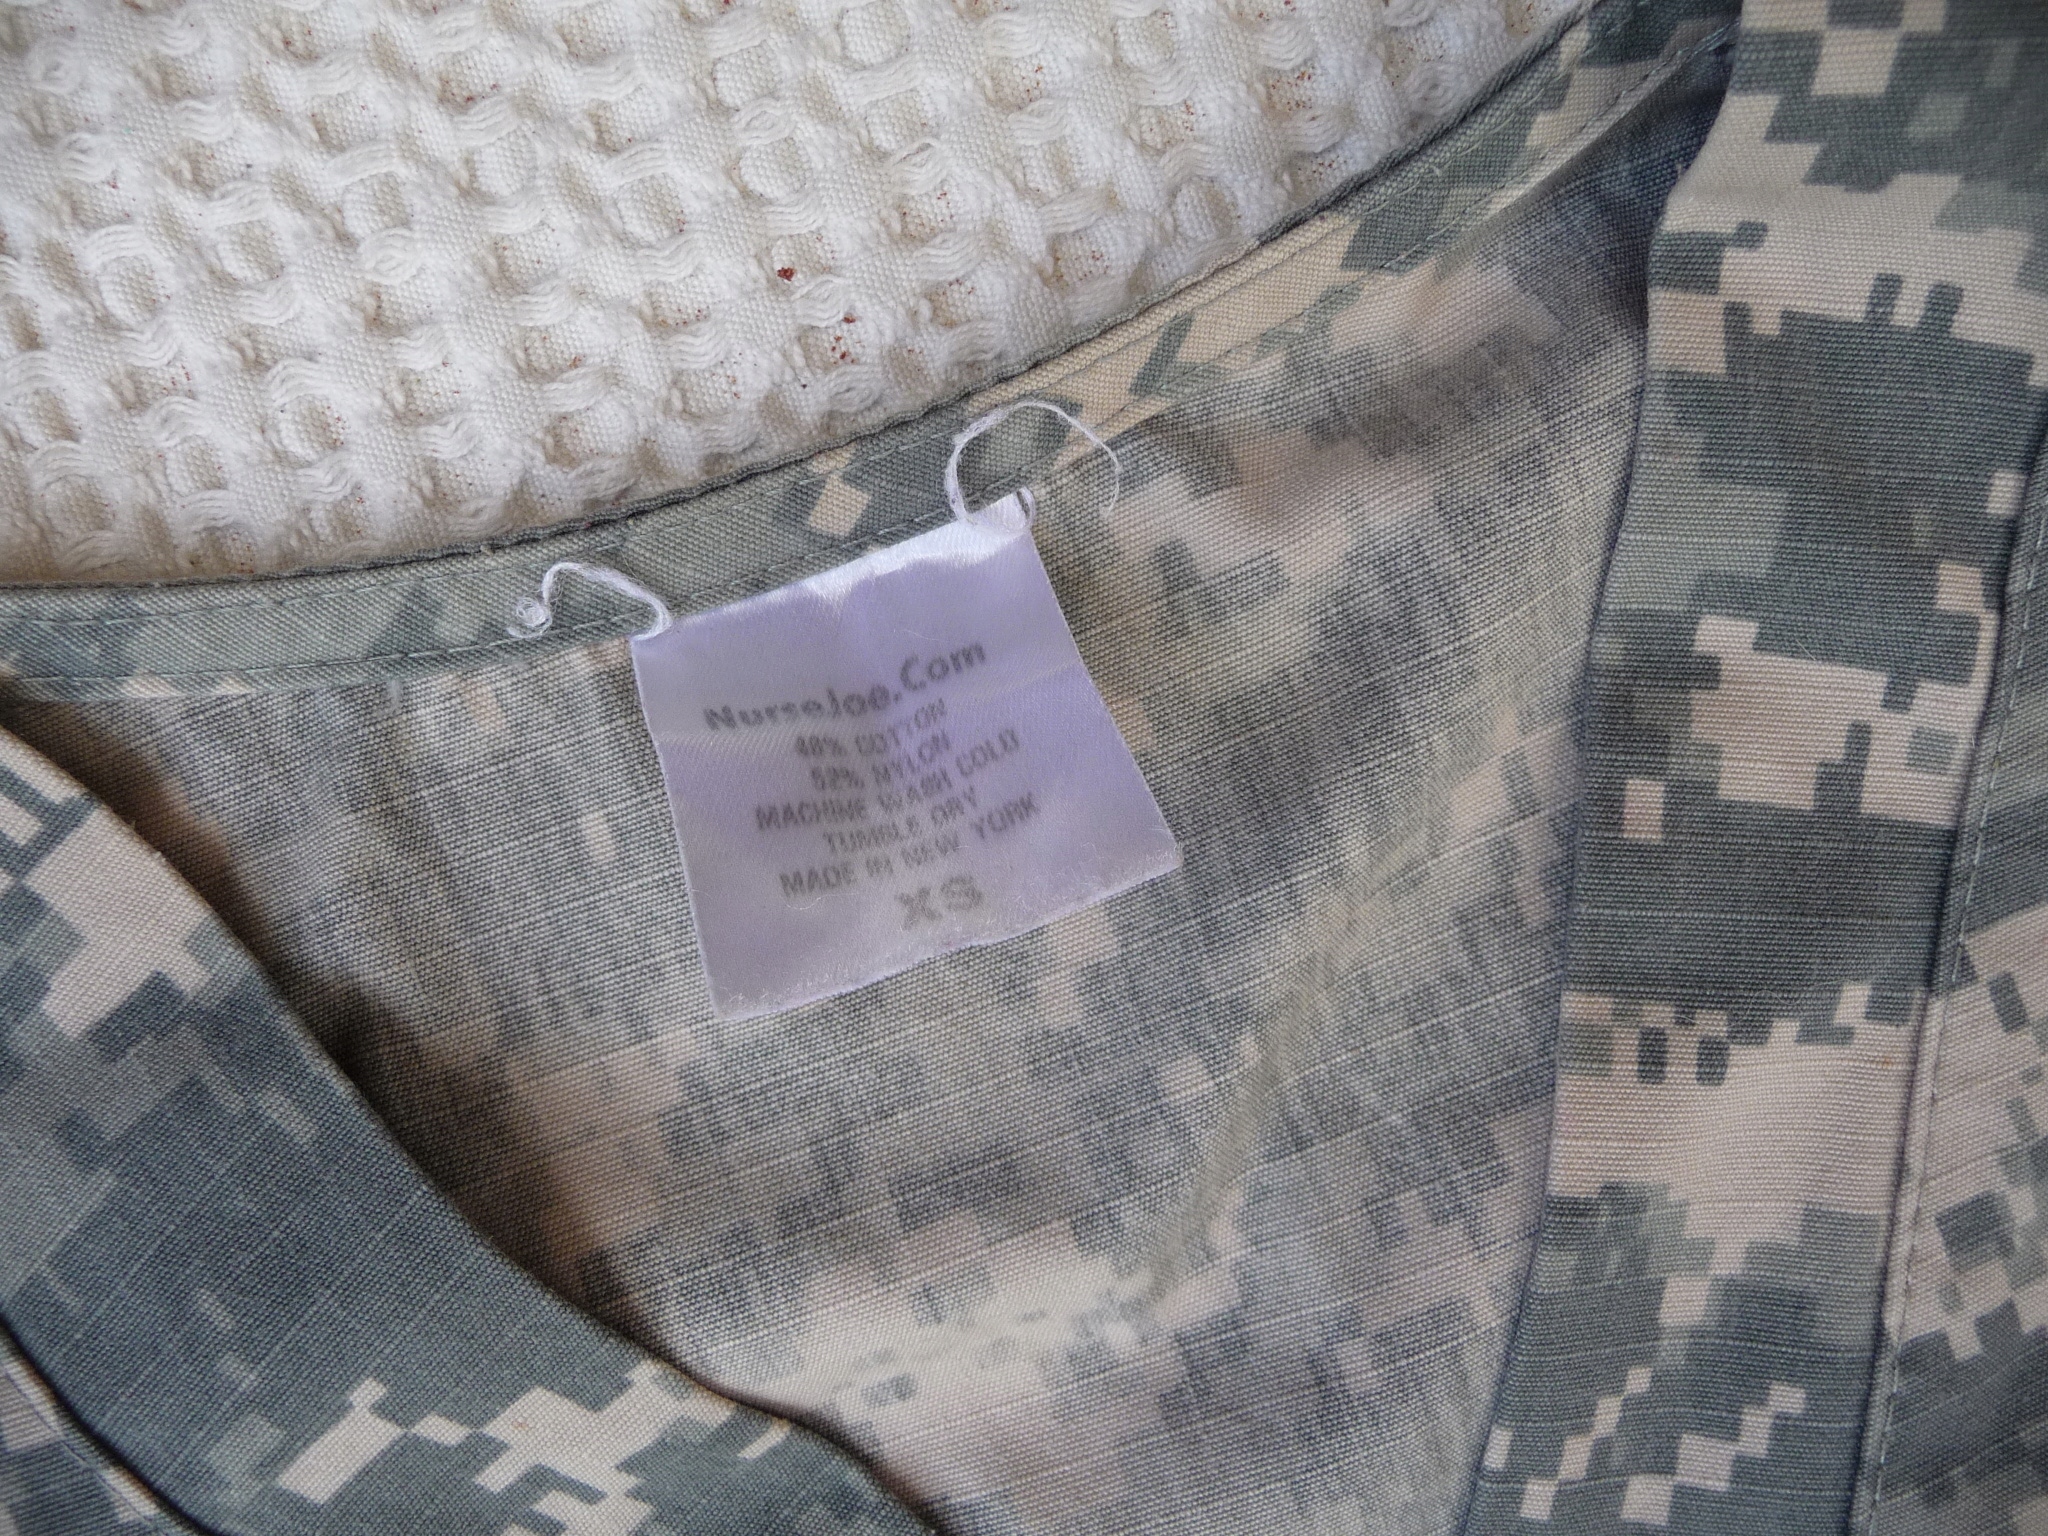 NurseJoe.Com
48% COTTON
52% NYLON
MACHINE WASH COLD
TUMBLE DRY
MADE IN NEW YORK
XS